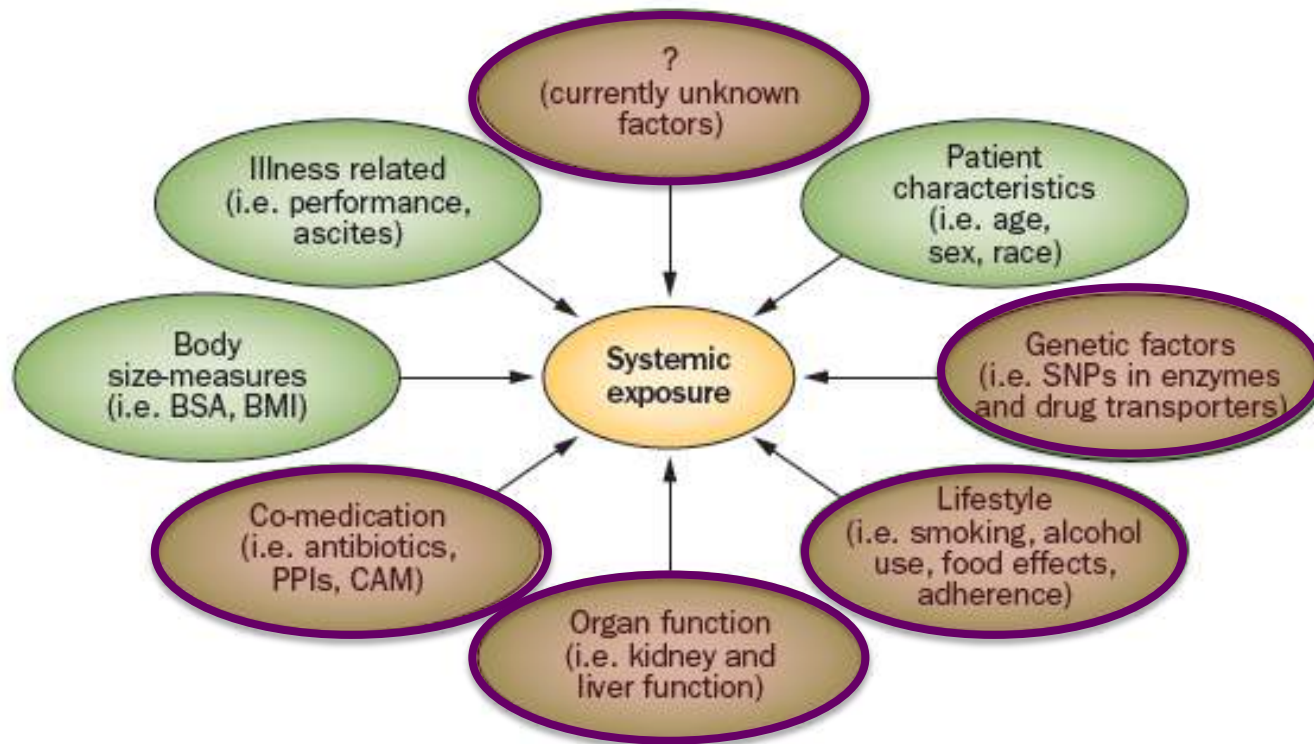 ?
(currently unknown
factors)
Illness related
(i.e. performance,
ascites)
Patient
characteristics
(i.e. age,
sex, race)
Body
size-measures
(i.e. BSA, BMI)
Systemic
exposure
Genetic factors
(i.e. SNPs in enzymes
and drug transporters)
Co-medication
(i.e. antibiotics,
PPIs, CAM)
Lifestyle
(i.e. smoking, alcohol
use, food effects,
adherence)
Organ function
(i.e. kidney and
liver function)